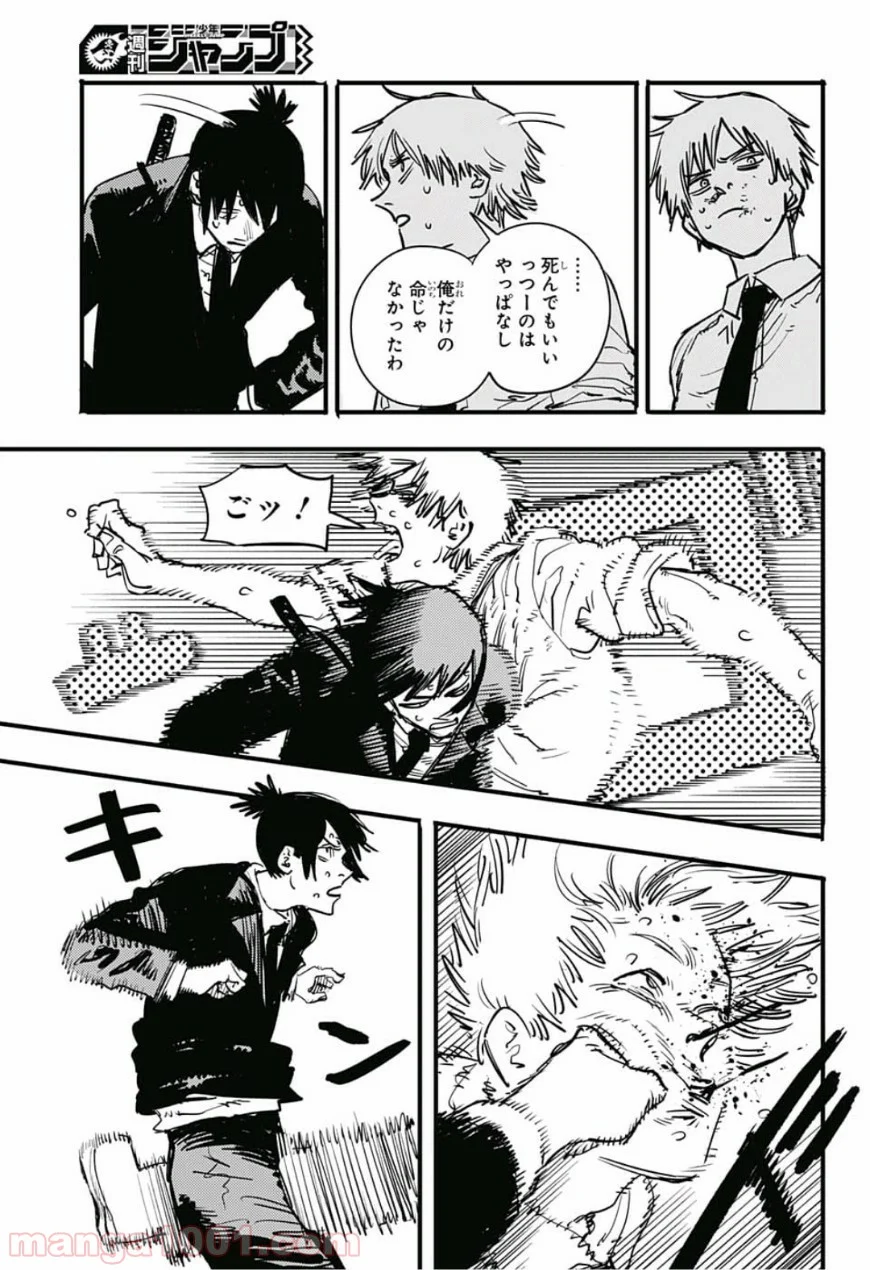 週刊
少年
ジャンプ
……
死んでもいい
っつーのは
やっぱなし
俺だけの
命じゃ
なかったわ
ごッ!
ゴッ
キン
manga1001.com